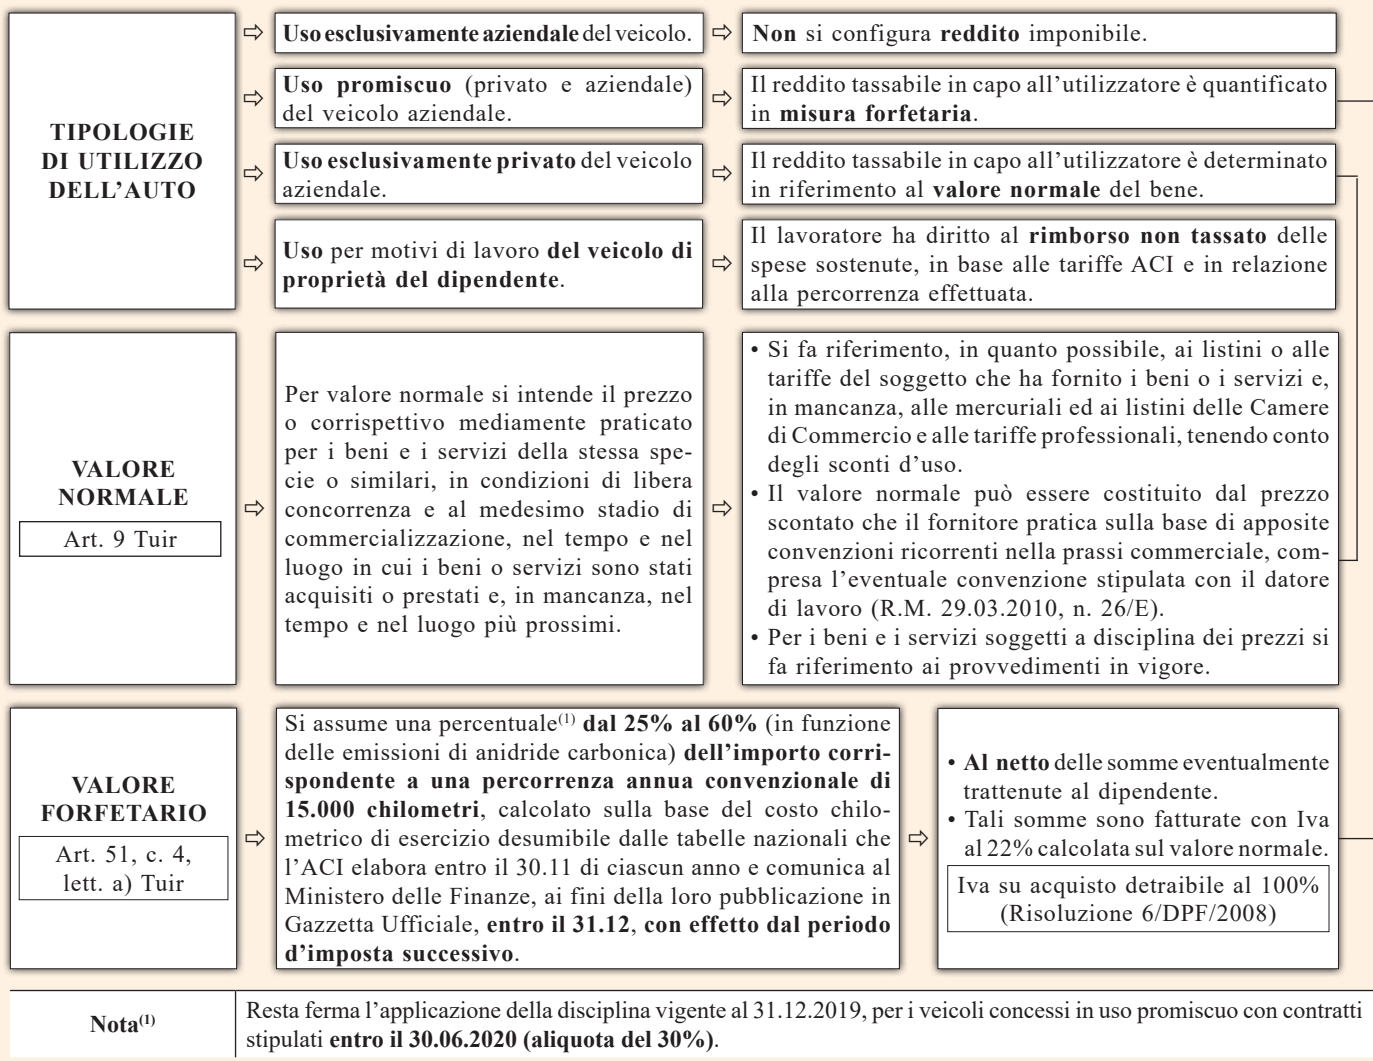 TIPOLOGIE
DI UTILIZZO
DELL'AUTO
⇨ Uso esclusivamente aziendale del veicolo. ⇨ Non si configura reddito imponibile.
⇨ Uso promiscuo (privato e aziendale)
del veicolo aziendale.
⇨ Il reddito tassabile in capo all'utilizzatore è quantificato
in misura forfetaria.
⇨ Uso esclusivamente privato del veicolo
aziendale.
⇨ Il reddito tassabile in capo all'utilizzatore è determinato
in riferimento al valore normale del bene.
⇨ Uso per motivi di lavoro del veicolo di
proprietà del dipendente.
⇨ Il lavoratore ha diritto al rimborso non tassato delle
spese sostenute, in base alle tariffe ACI e in relazione
alla percorrenza effettuata.
VALORE
NORMALE
Art. 9 Tuir
⇨ Per valore normale si intende il prezzo
o corrispettivo mediamente praticato
per i beni e i servizi della stessa spe-
cie o similari, in condizioni di libera
concorrenza e al medesimo stadio di
commercializzazione, nel tempo e nel
luogo in cui i beni o servizi sono stati
acquisiti o prestati e, in mancanza, nel
tempo e nel luogo più prossimi.
⇨ • Si fa riferimento, in quanto possibile, ai listini o alle
tariffe del soggetto che ha fornito i beni o i servizi e,
in mancanza, alle mercuriali ed ai listini delle Camere
di Commercio e alle tariffe professionali, tenendo conto
degli sconti d'uso.
• Il valore normale può essere costituito dal prezzo
scontato che il fornitore pratica sulla base di apposite
convenzioni ricorrenti nella prassi commerciale, com-
presa l'eventuale convenzione stipulata con il datore
di lavoro (R.M. 29.03.2010, n. 26/E).
• Per i beni e i servizi soggetti a disciplina dei prezzi si
fa riferimento ai provvedimenti in vigore.
VALORE
FORFETARIO
Art. 51, c. 4,
lett. a) Tuir
⇨ Si assume una percentuale(1) dal 25% al 60% (in funzione
delle emissioni di anidride carbonica) dell'importo corri-
spondente a una percorrenza annua convenzionale di
15.000 chilometri, calcolato sulla base del costo chilo-
metrico di esercizio desumibile dalle tabelle nazionali che
l'ACI elabora entro il 30.11 di ciascun anno e comunica al
Ministero delle Finanze, ai fini della loro pubblicazione in
Gazzetta Ufficiale, entro il 31.12, con effetto dal periodo
d'imposta successivo.
⇨ • Al netto delle somme eventualmente
trattenute al dipendente.
• Tali somme sono fatturate con Iva
al 22% calcolata sul valore normale.
Iva su acquisto detraibile al 100%
(Risoluzione 6/DPF/2008)
Nota(1)
Resta ferma l'applicazione della disciplina vigente al 31.12.2019, per i veicoli concessi in uso promiscuo con contratti
stipulati entro il 30.06.2020 (aliquota del 30%).